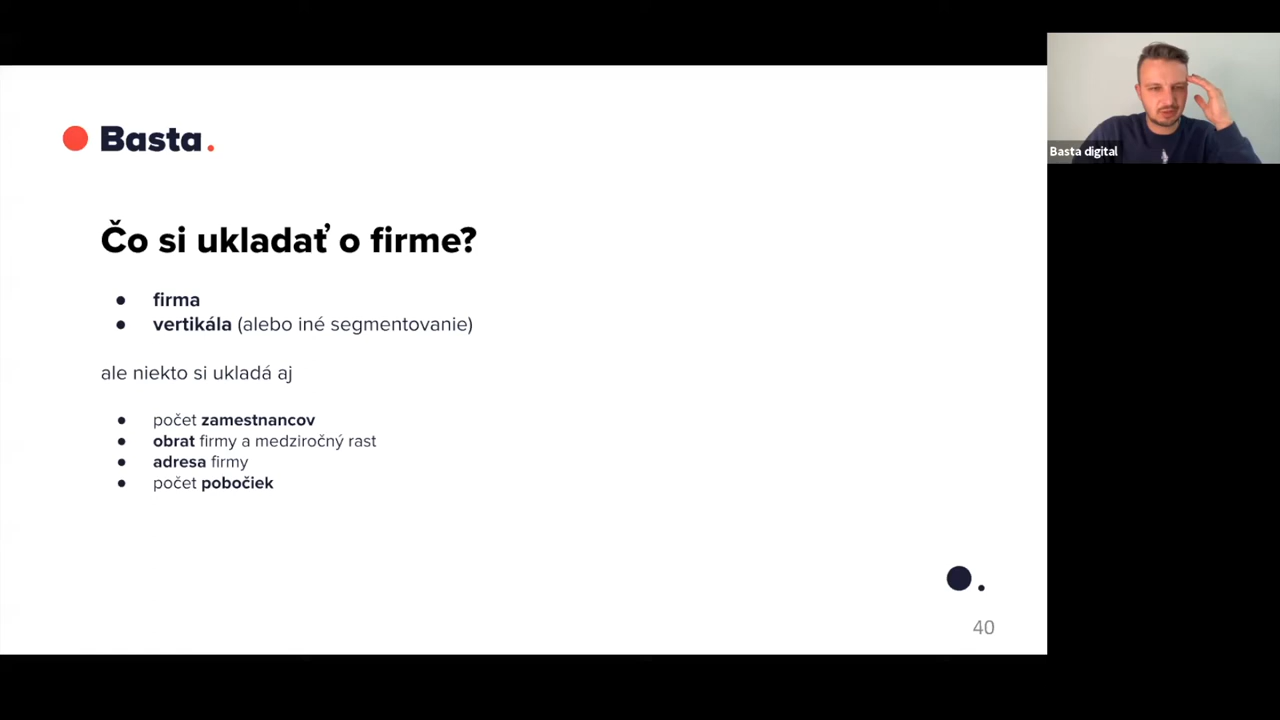 Basta.
Basta digital
Čo si ukladať o firme?
● firma
● vertikála (alebo iné segmentovanie)
ale niekto si ukladá aj
● počet zamestnancov
● obrat firmy a medziročný rast
● adresa firmy
● počet pobočiek
40